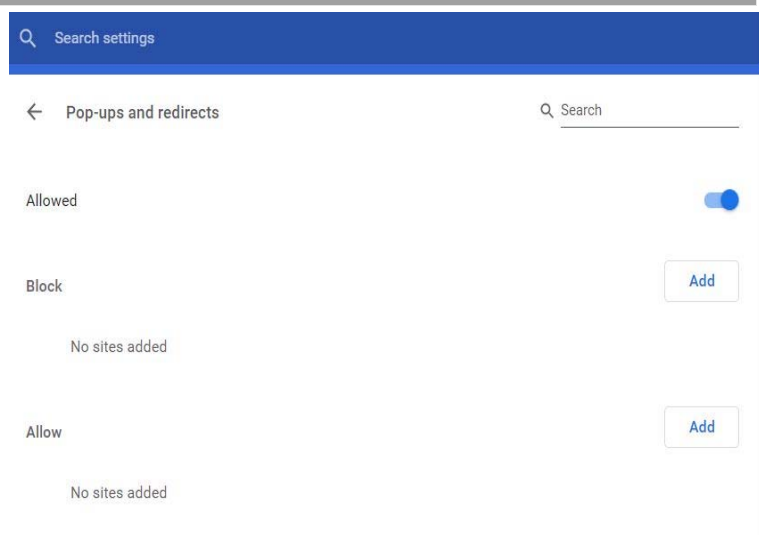 Search settings
Pop-ups and redirects
Search
Allowed
Block
Add
No sites added
Allow
Add
No sites added